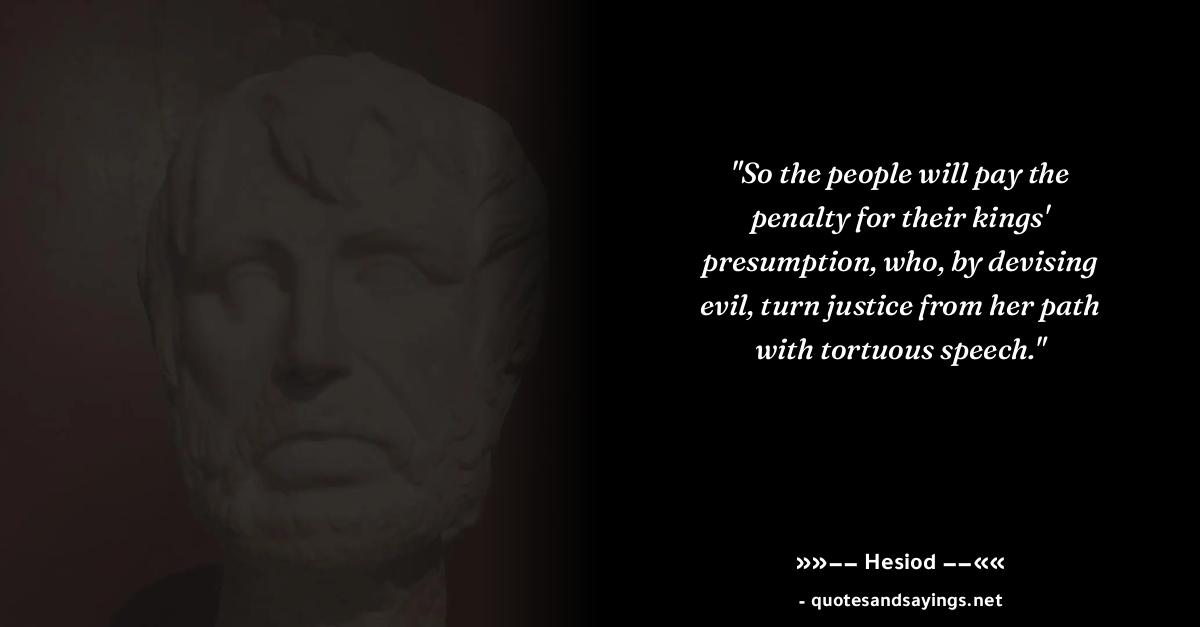 "So the people will pay the
penalty for their kings'
presumption, who, by devising
evil, turn justice from her path
with tortuous speech."
»»−− Hesiod −−««
- quotesandsayings.net